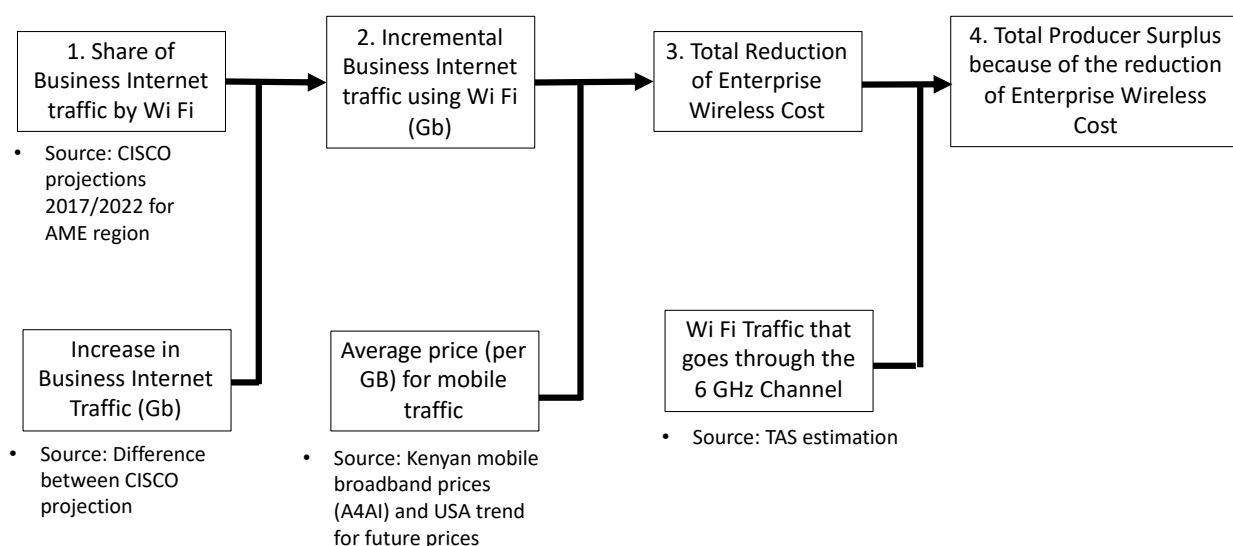 1. Share of
Business Internet
traffic by Wi Fi
2. Incremental
Business Internet
traffic using Wi Fi
(Gb)
3. Total Reduction
of Enterprise
Wireless Cost
4. Total Producer Surplus
because of the reduction
of Enterprise Wireless
Cost
• Source: CISCO
projections
2017/2022 for
AME region
Increase in
Business Internet
Traffic (Gb)
Average price (per
GB) for mobile
traffic
Wi Fi Traffic that
goes through the
6 GHz Channel
• Source: Difference
between CISCO
projection
• Source: Kenyan mobile
broadband prices
(A4AI) and USA trend
for future prices
• Source: TAS estimation